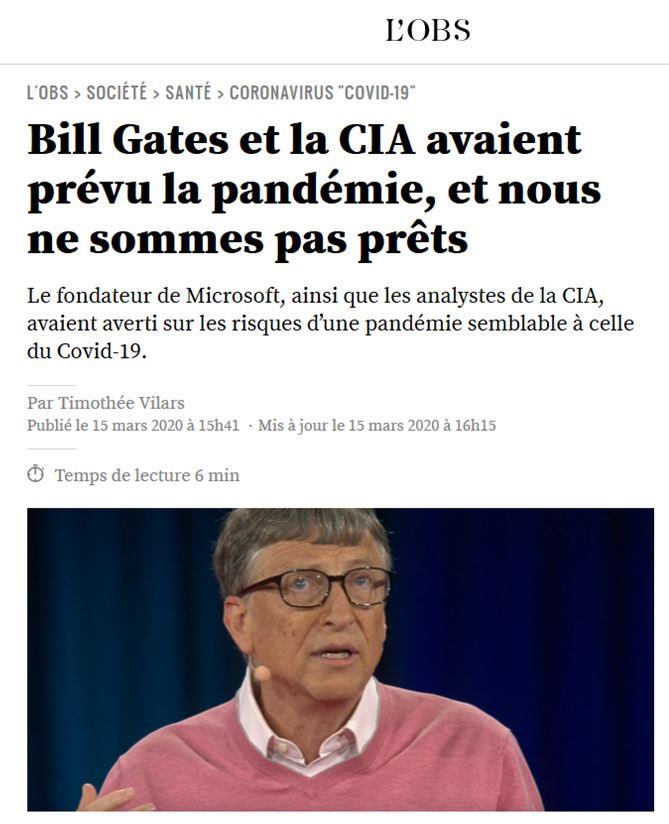 L'OBS
L'OBS > SOCIÉTÉ > SANTÉ > CORONAVIRUS "COVID-19"
Bill Gates et la CIA avaient
prévu la pandémie, et nous
ne sommes pas prêts
Le fondateur de Microsoft, ainsi que les analystes de la CIA,
avaient averti sur les risques d’une pandémie semblable à celle
du Covid-19.
Par Timothée Vilars
Publié le 15 mars 2020 à 15h41 · Mis à jour le 15 mars 2020 à 16h15
Temps de lecture 6 min